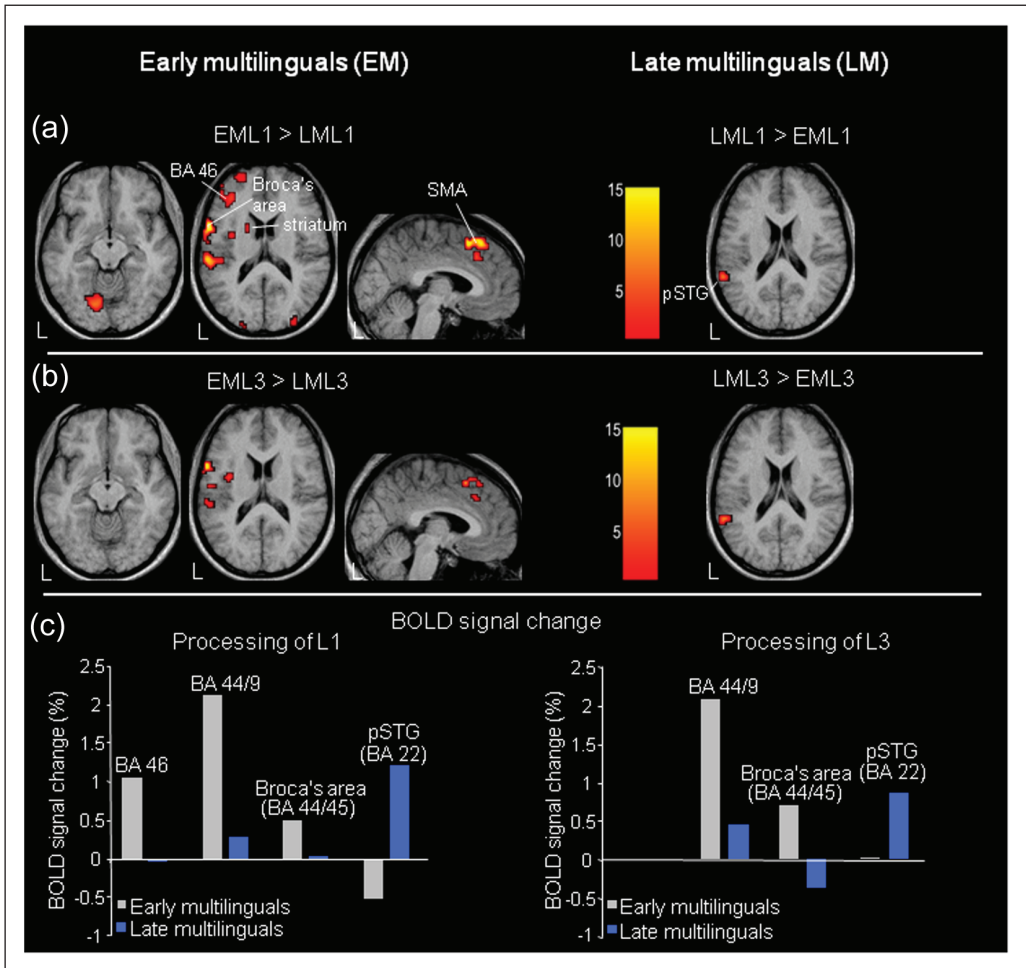 Early multilinguals (EM)
Late multilinguals (LM)
(a)
EML1 > LML1
LML1 > EML1
BA 46
Broca's
area
striatum
SMA
15
10
5
pSTG
L
L
L
(b)
EML3 > LML3
LML3 > EML3
15
10
5
L
L
L
(c)
BOLD signal change
Processing of L1
BOLD signal change (%)
2.5
2
1.5
1
0.5
0
-0.5
-1
BA 46
BA 44/9
Broca's area
(BA 44/45)
pSTG
(BA 22)
Early multilinguals
Late multilinguals
Processing of L3
BOLD signal change (%)
2.5
2
1.5
1
0.5
0
-0.5
-1
BA 44/9
Broca's area
(BA 44/45)
pSTG
(BA 22)
Early multilinguals
Late multilinguals